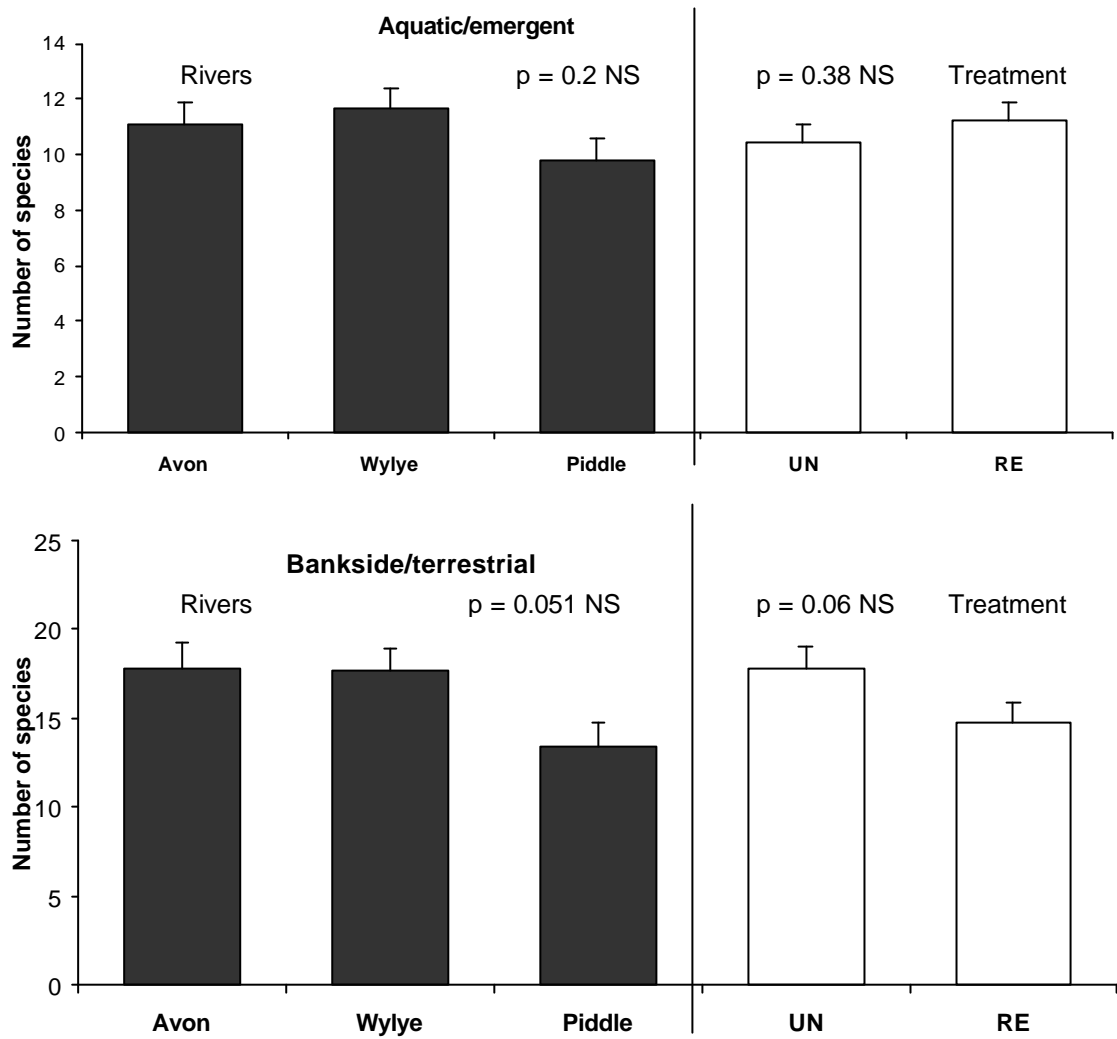 Aquatic/emergent
Rivers p = 0.2 NS p = 0.38 NS Treatment
Number of species
14
12
10
8
6
4
2
0
Avon Wylye Piddle UN RE
Bankside/terrestrial
Rivers p = 0.051 NS p = 0.06 NS Treatment
Number of species
25
20
15
10
5
0
Avon Wylye Piddle UN RE